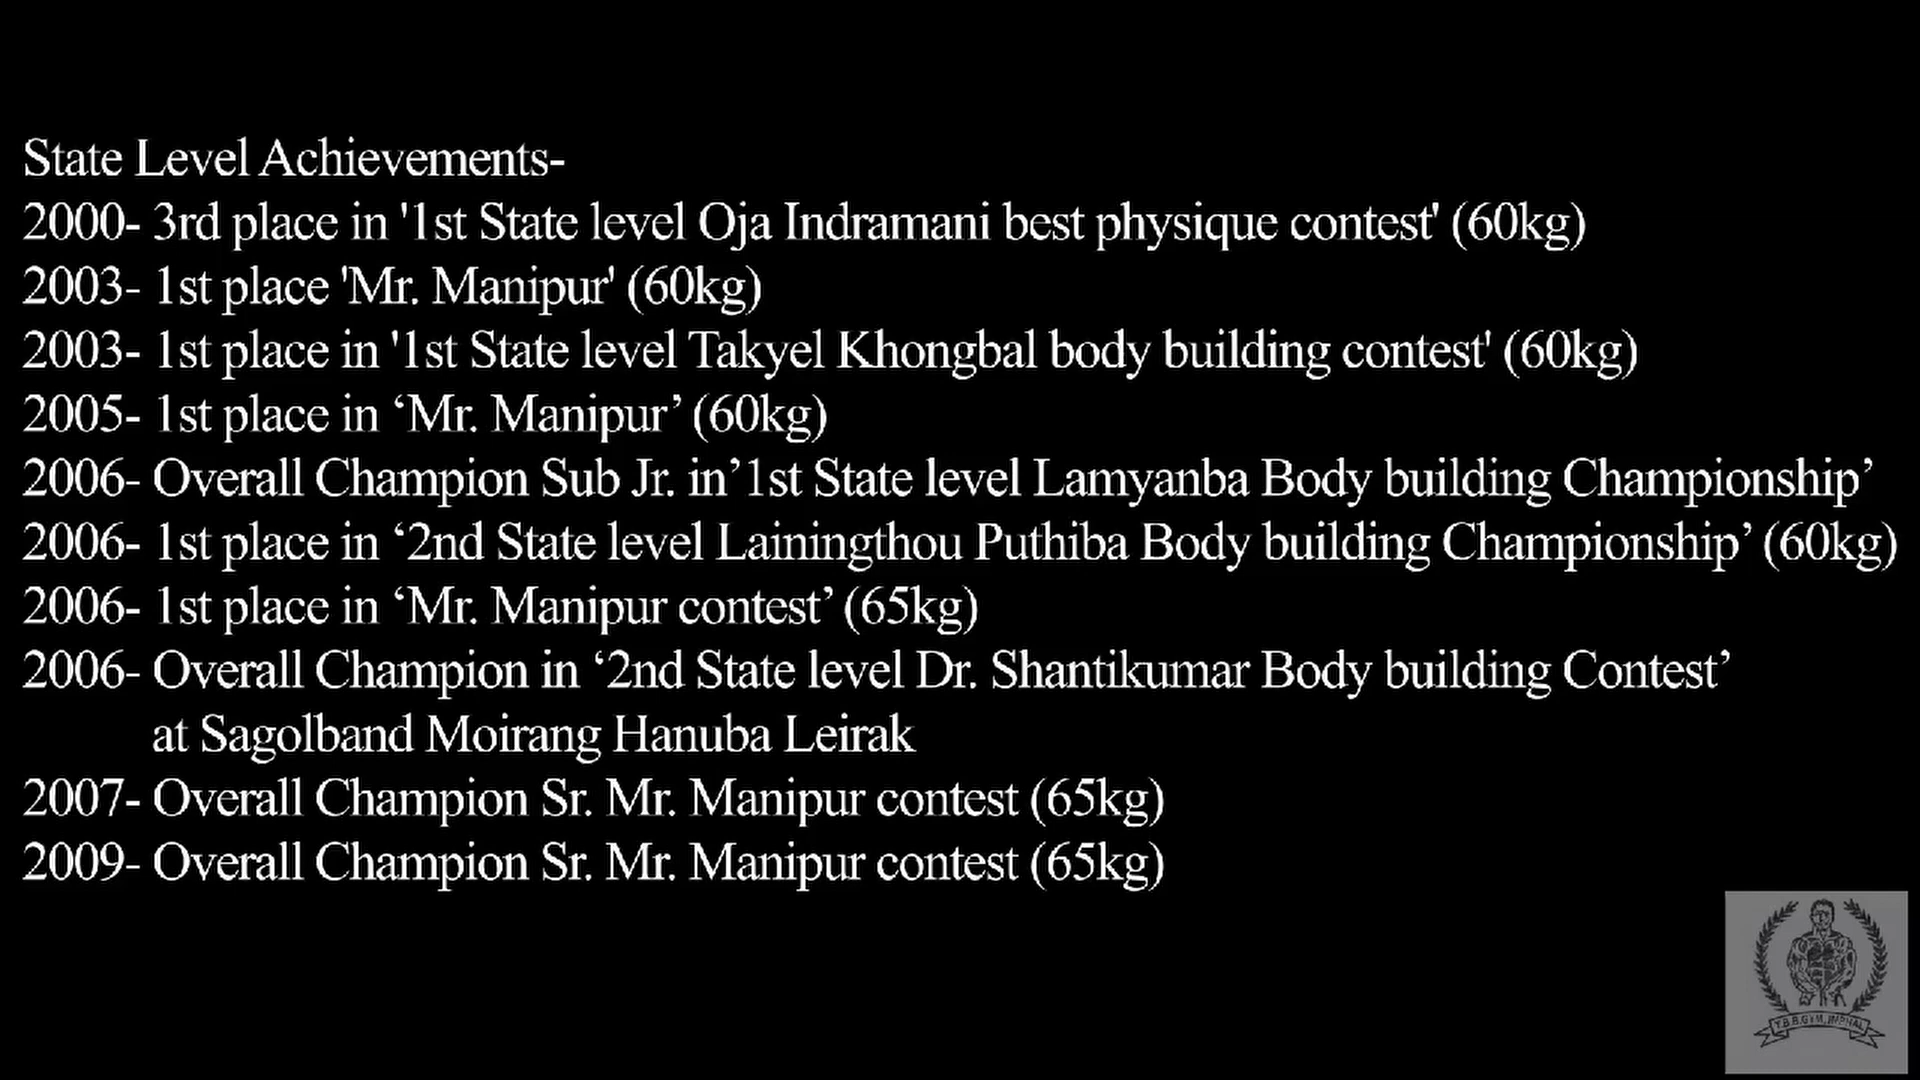 State Level Achievements-
2000- 3rd place in '1st State level Oja Indramani best physique contest' (60kg)
2003- 1st place 'Mr. Manipur' (60kg)
2003- 1st place in '1st State level Takyel Khongbal body building contest' (60kg)
2005- 1st place in ‘Mr. Manipur’ (60kg)
2006- Overall Champion Sub Jr. in’1st State level Lamyanba Body building Championship’
2006- 1st place in ‘2nd State level Lainingthou Puthiba Body building Championship’ (60kg)
2006- 1st place in ‘Mr. Manipur contest’ (65kg)
2006- Overall Champion in ‘2nd State level Dr. Shantikumar Body building Contest’
at Sagolband Moirang Hanuba Leirak
2007- Overall Champion Sr. Mr. Manipur contest (65kg)
2009- Overall Champion Sr. Mr. Manipur contest (65kg)
T.B.B.GYM, IMPHAL